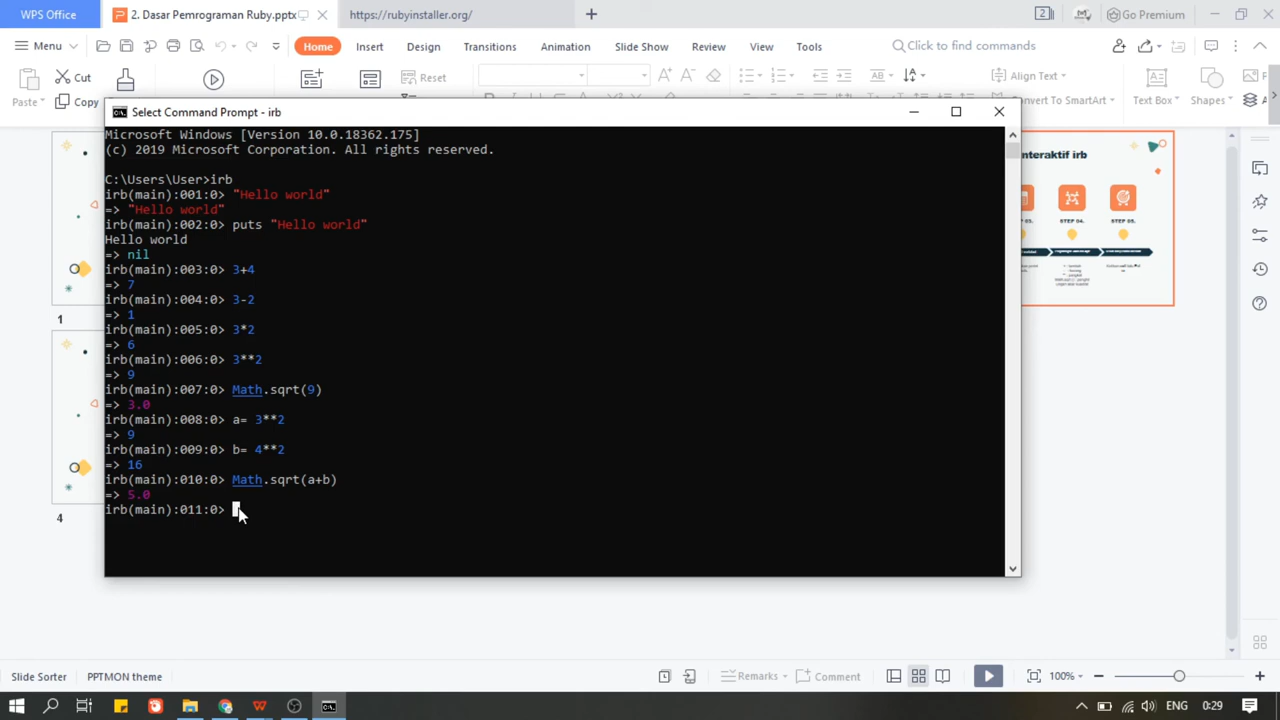 WPS Office
2. Dasar Pemrograman Ruby.pptx
https://rubyinstaller.org/
Go Premium
Menu
Home
Insert
Design
Transitions
Animation
Slide Show
Review
View
Tools
Click to find commands
Paste
Cut
Copy
Reset
Align Text
Convert To SmartArt
Text Box
Shapes
Select Command Prompt - irb
Microsoft Windows [Version 10.0.18362.175]
(c) 2019 Microsoft Corporation. All rights reserved.
C:\Users\User>irb
irb(main):001:0> "Hello world"
=> "Hello world"
irb(main):002:0> puts "Hello world"
Hello world
=> nil
irb(main):003:0> 3+4
=> 7
irb(main):004:0> 3-2
=> 1
irb(main):005:0> 3*2
=> 6
irb(main):006:0> 3**2
=> 9
irb(main):007:0> Math.sqrt(9)
=> 3.0
irb(main):008:0> a= 3**2
=> 9
irb(main):009:0> b= 4**2
=> 16
irb(main):010:0> Math.sqrt(a+b)
=> 5.0
irb(main):011:0>
nteraktif irb
STEP 04.
STEP 05.
1
4
Slide Sorter
PPTMON theme
Remarks
Comment
100%
ENG
0:29